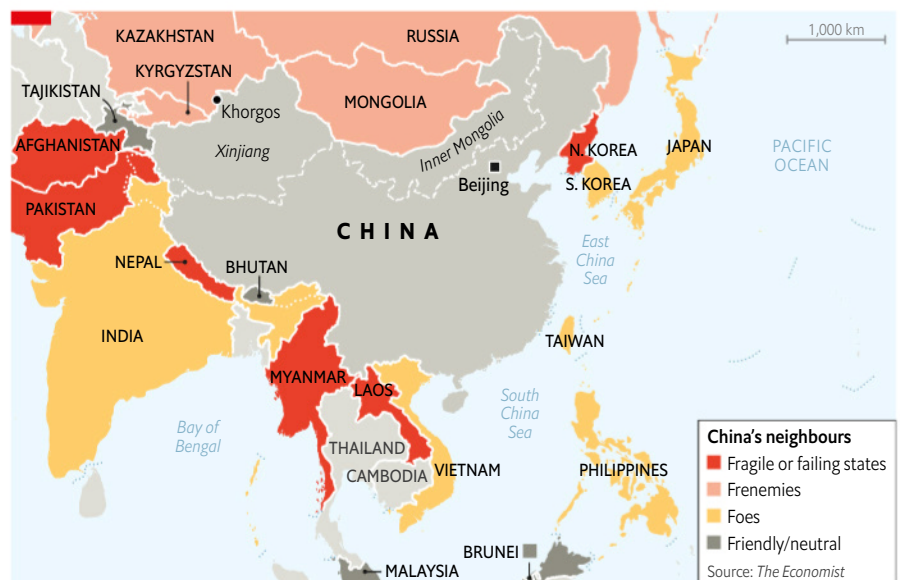 KAZAKHSTAN
RUSSIA
1,000 km
KYRGYZSTAN
TAJIKISTAN
Khorgos
MONGOLIA
AFGHANISTAN
Xinjiang
Inner Mongolia
N. KOREA
JAPAN
PACIFIC
OCEAN
Beijing
S. KOREA
PAKISTAN
CHINA
East
China
Sea
NEPAL
BHUTAN
INDIA
TAIWAN
MYANMAR
LAOS
South
China
Sea
Bay of
Bengal
THAILAND
CAMBODIA
VIETNAM
PHILIPPINES
China's neighbours
Fragile or failing states
Frenemies
Foes
Friendly/neutral
Source: The Economist
BRUNEI
MALAYSIA